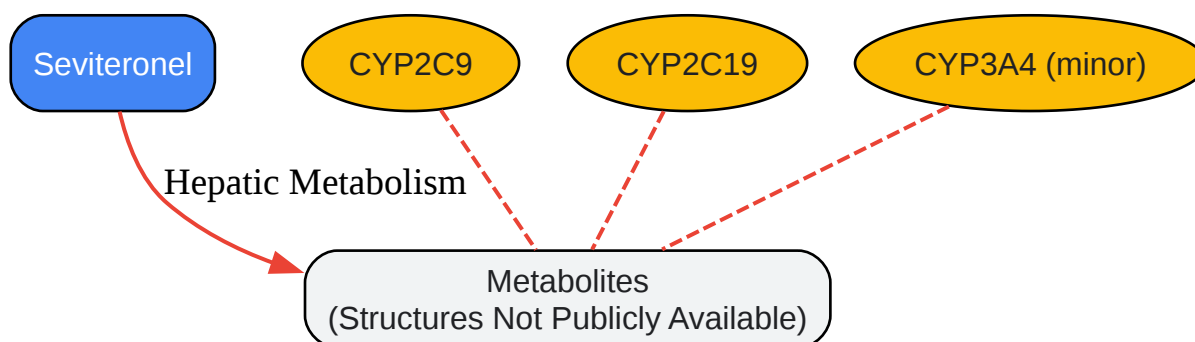 Seviteronel
CYP2C9
CYP2C19
CYP3A4 (minor)
Hepatic Metabolism
Metabolites
(Structures Not Publicly Available)